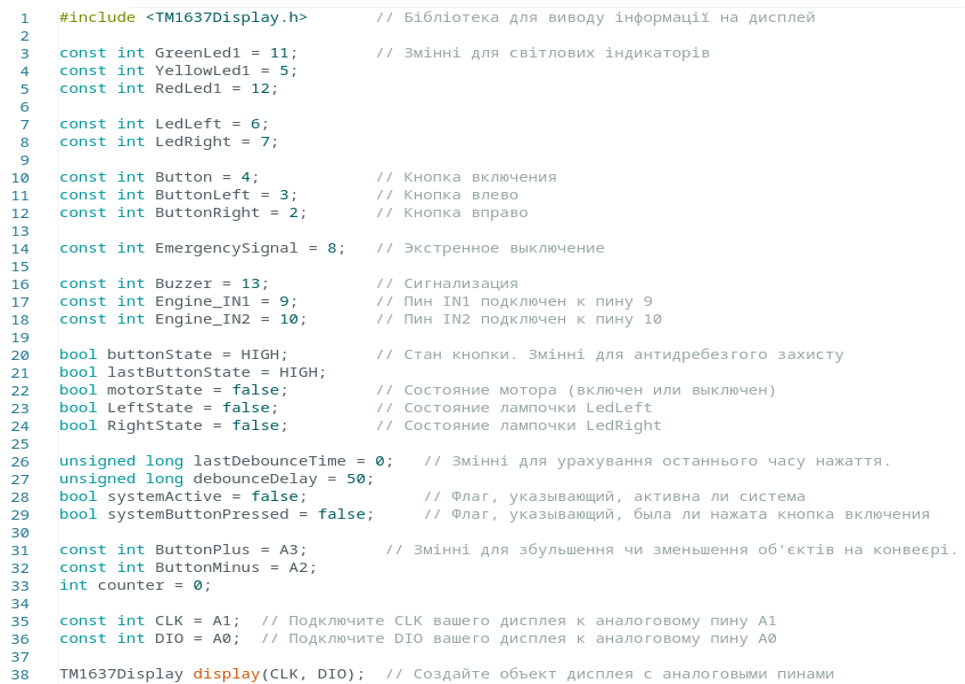 1 #include <TM1637Display.h> // Бібліотека для виводу інформації на дисплей
2
3 const int GreenLed1 = 11; // Змінні для світлових індикаторів
4 const int YellowLed1 = 5;
5 const int RedLed1 = 12;
6
7 const int LedLeft = 6;
8 const int LedRight = 7;
9
10 const int Button = 4; // Кнопка включения
11 const int ButtonLeft = 3; // Кнопка влево
12 const int ButtonRight = 2; // Кнопка вправо
13
14 const int EmergencySignal = 8; // Экстренное выключение
15
16 const int Buzzer = 13; // Сигнализация
17 const int Engine_IN1 = 9; // Пин IN1 подключен к пину 9
18 const int Engine_IN2 = 10; // Пин IN2 подключен к пину 10
19
20 bool buttonState = HIGH; // Стан кнопки. Змінні для антидребезгого захисту
21 bool lastButtonState = HIGH;
22 bool motorState = false; // Состояние мотора (включен или выключен)
23 bool LeftState = false; // Состояние лампочки LedLeft
24 bool RightState = false; // Состояние лампочки LedRight
25
26 unsigned long lastDebounceTime = 0; // Змінні для урахування останнього часу нажаття.
27 unsigned long debounceDelay = 50;
28 bool systemActive = false; // Флаг, указывающий, активна ли система
29 bool systemButtonPressed = false; // Флаг, указывающий, была ли нажата кнопка включения
30
31 const int ButtonPlus = A3; // Змінні для збульшення чи зменьшення об'єктів на конвеєрі.
32 const int ButtonMinus = A2;
33 int counter = 0;
34
35 const int CLK = A1; // Подключите CLK вашего дисплея к аналоговому пину A1
36 const int DIO = A0; // Подключите DIO вашего дисплея к аналоговому пину A0
37
38 TM1637Display display(CLK, DIO); // Создайте объект дисплея с аналоговыми пинами